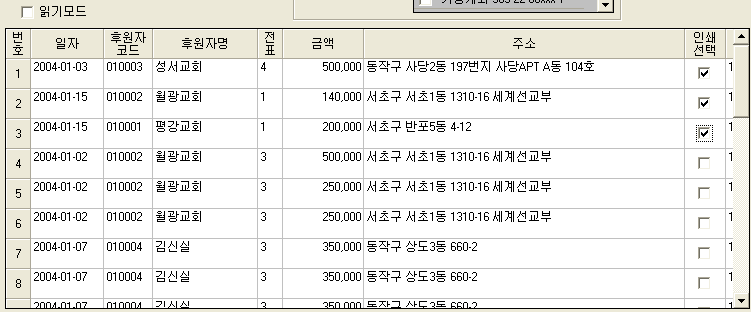 읽기모드
번호 일자 후원자코드 후원자명 전표 금액 주소 인쇄선택
1 2004-01-03 010003 성서교회 4 500,000 동작구 사당2동 197번지 사당APT A동 104호 1
2 2004-01-15 010002 월광교회 1 140,000 서초구 서초1동 1310-16 세계선교부 1
3 2004-01-15 010001 평강교회 1 200,000 서초구 반포5동 4-12 1
4 2004-01-02 010002 월광교회 3 500,000 서초구 서초1동 1310-16 세계선교부
5 2004-01-02 010002 월광교회 3 250,000 서초구 서초1동 1310-16 세계선교부
6 2004-01-02 010002 월광교회 3 250,000 서초구 서초1동 1310-16 세계선교부
7 2004-01-07 010004 김신실 3 350,000 동작구 상도3동 660-2
8 2004-01-07 010004 김신실 3 350,000 동작구 상도3동 660-2
2004-01-07 010004 김신실 3 350,000 동작구 상도3동 660-2